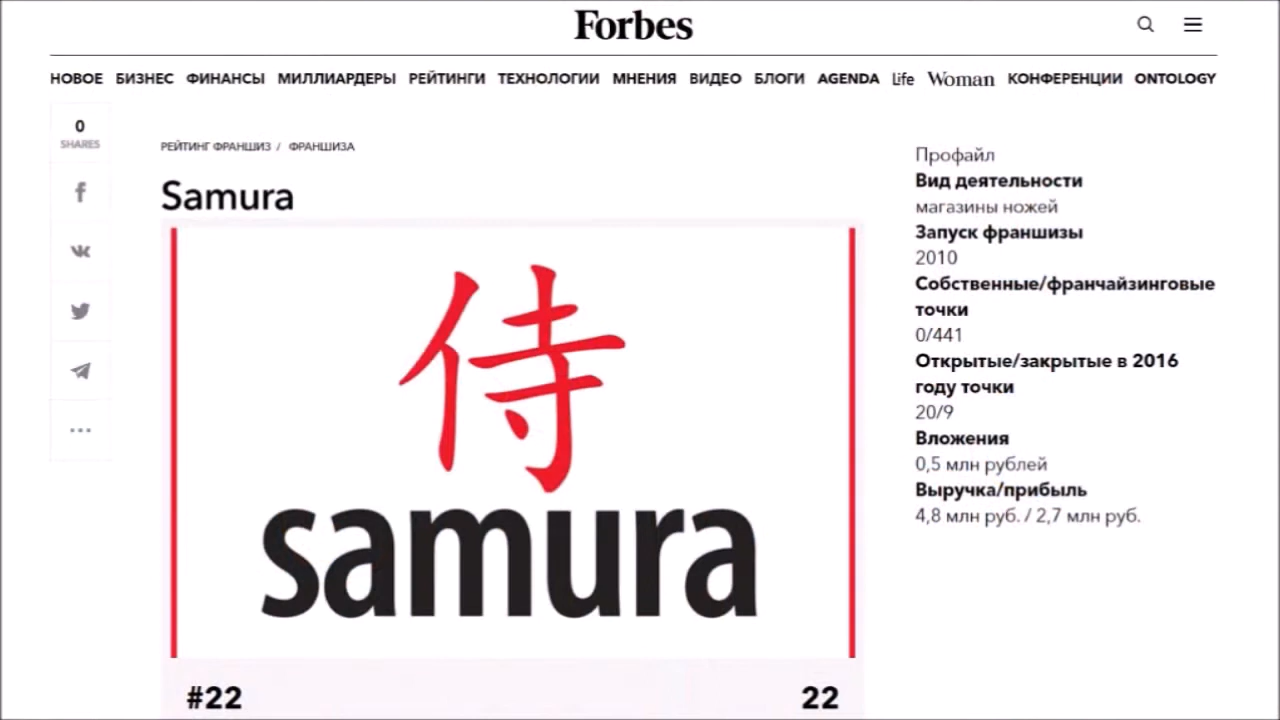 Forbes
НОВОЕ БИЗНЕС ФИНАНСЫ МИЛЛИАРДЕРЫ РЕЙТИНГИ ТЕХНОЛОГИИ МНЕНИЯ ВИДЕО БЛОГИ AGENDA Life Woman КОНФЕРЕНЦИИ ONTOLOGY
0
SHARES
РЕЙТИНГ ФРАНШИЗ / ФРАНШИЗА
Samura
侍
samura
#22 22
Профайл
Вид деятельности
магазины ножей
Запуск франшизы
2010
Собственные/франчайзинговые
точки
0/441
Открытые/закрытые в 2016
году точки
20/9
Вложения
0,5 млн рублей
Выручка/прибыль
4,8 млн руб. / 2,7 млн руб.